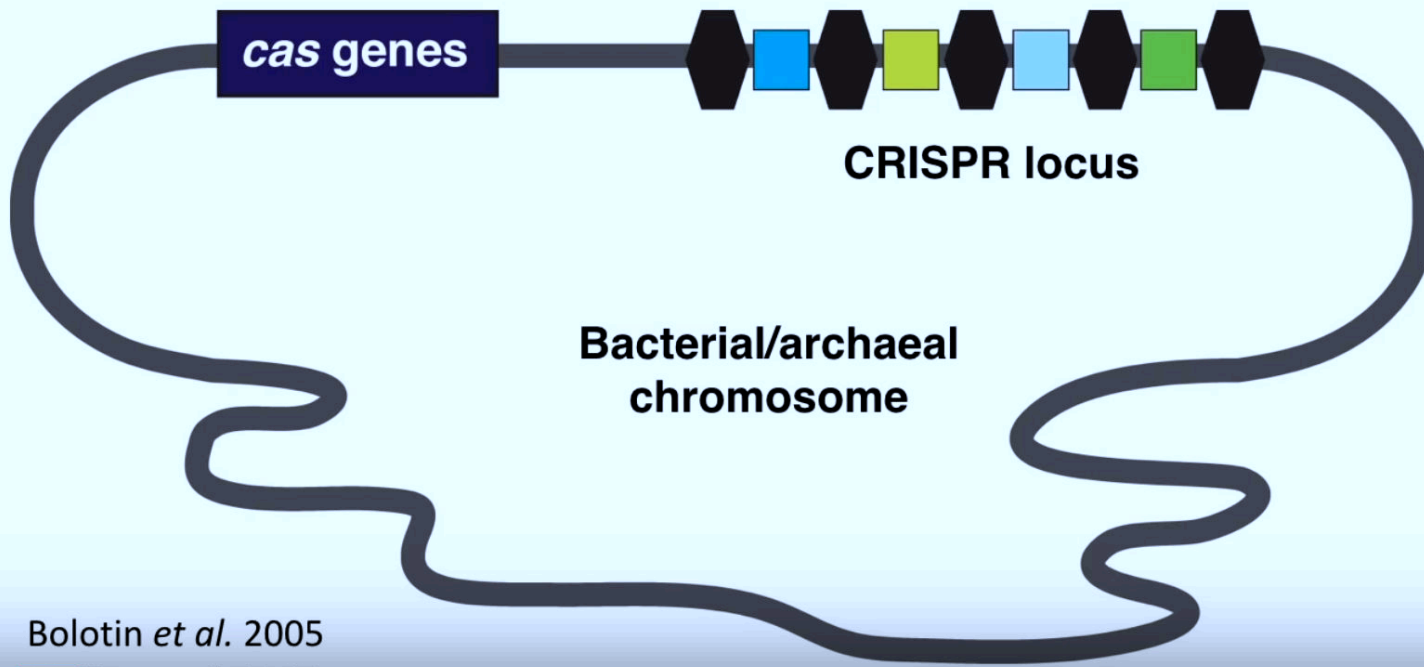 cas genes
CRISPR locus
Bacterial/archaeal
chromosome
Bolotin et al. 2005